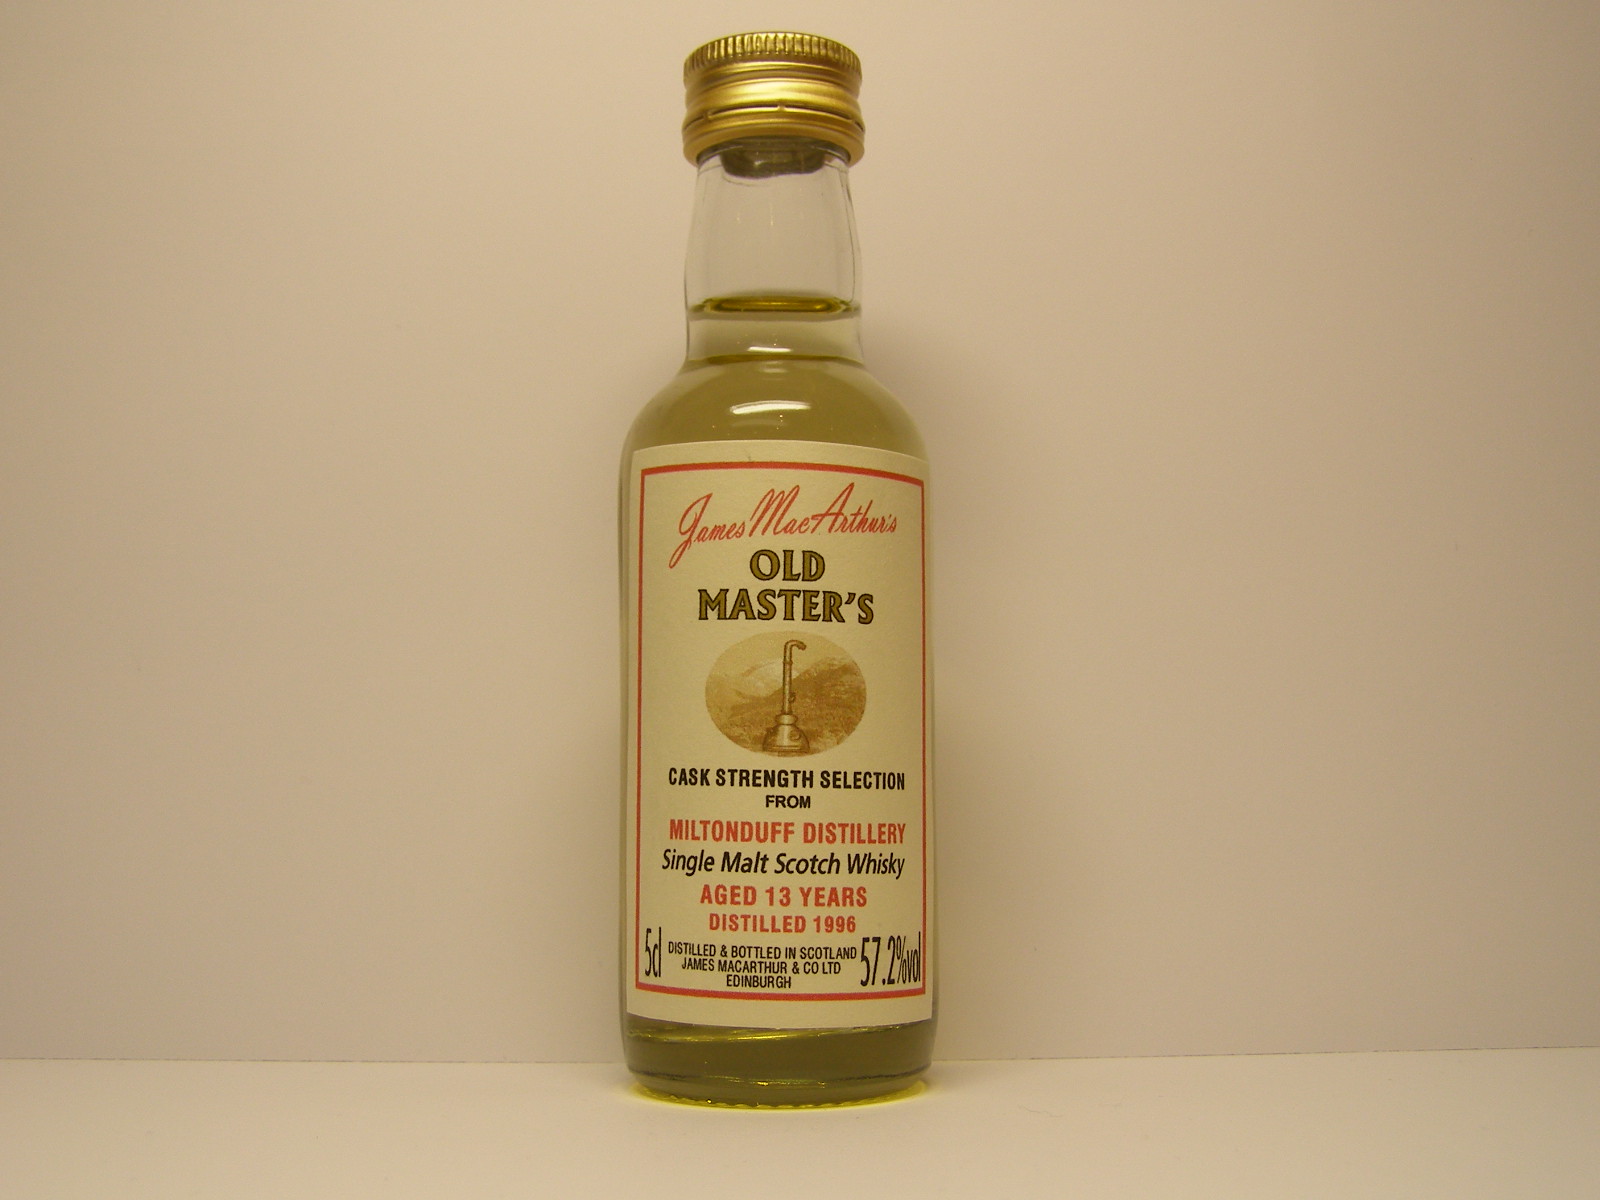 James MacArthur's
OLD
MASTER'S
CASK STRENGTH SELECTION
FROM
MILTONDUFF DISTILLERY
Single Malt Scotch Whisky
AGED 13 YEARS
DISTILLED 1996
5cl
DISTILLED & BOTTLED IN SCOTLAND
JAMES MACARTHUR & CO LTD
EDINBURGH
57.2%vol